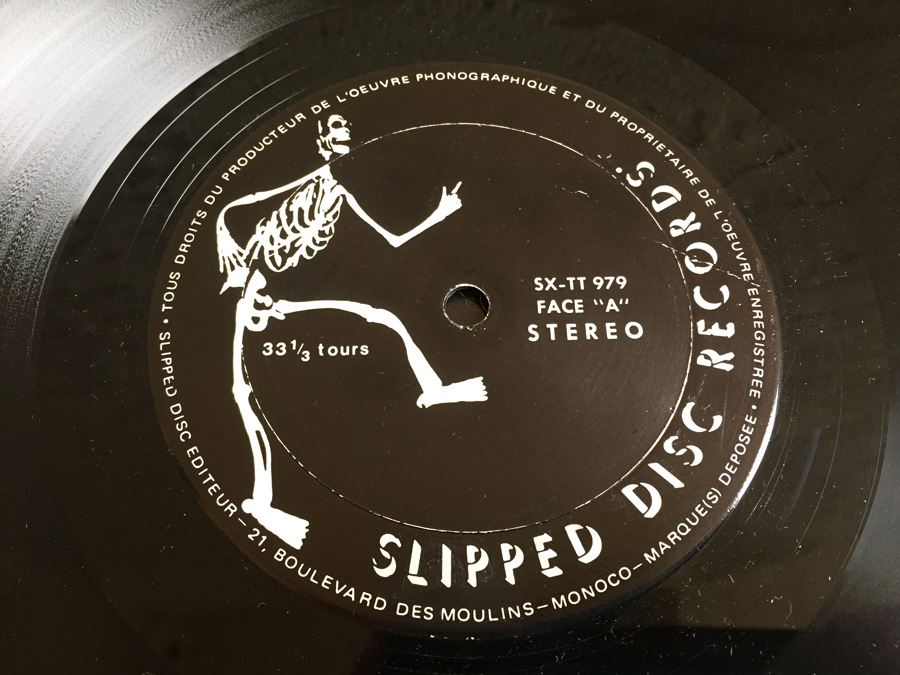 • TOUS DROITS DU PRODUCTEUR DE L'OEUVRE PHONOGRAPHIQUE ET DU PROPRIETAIRE DE L'OEUVRE ENREGISTREE •
SX-TT 979
FACE "A"
STEREO
33 1/3 tours
SLIPPED DISC RECORDS.
SLIPPED DISC EDITEUR – 21, BOULEVARD DES MOULINS – MONOCO – MARQUE(S) DEPOSEE